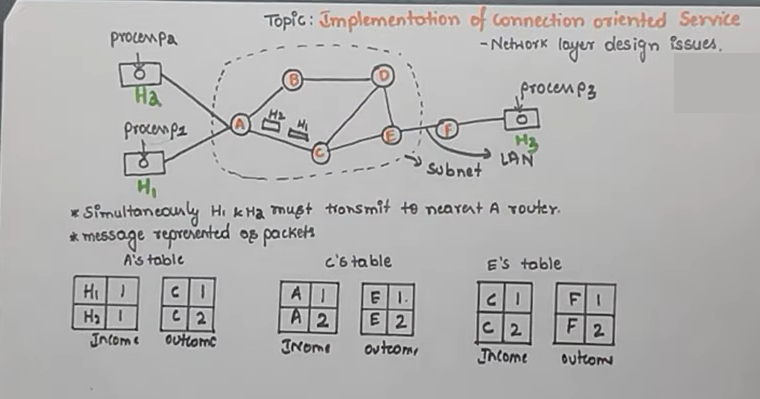 Topic: Implementation of connection oriented Service
- Network layer design issues.
process p2
H2
process p1
H1
A
B
D
H2
H1
C
E
F
process p3
H3
LAN
Subnet
* Simultaneously H1 & H2 must transmit to nearest A router.
* message represented as packets
A's table
C's table
E's table
H1 1
H2 1
Income
C 1
C 2
outcome
A 1
A 2
Income
E 1.
E 2
outcome
C 1
C 2
Income
F 1
F 2
outcome